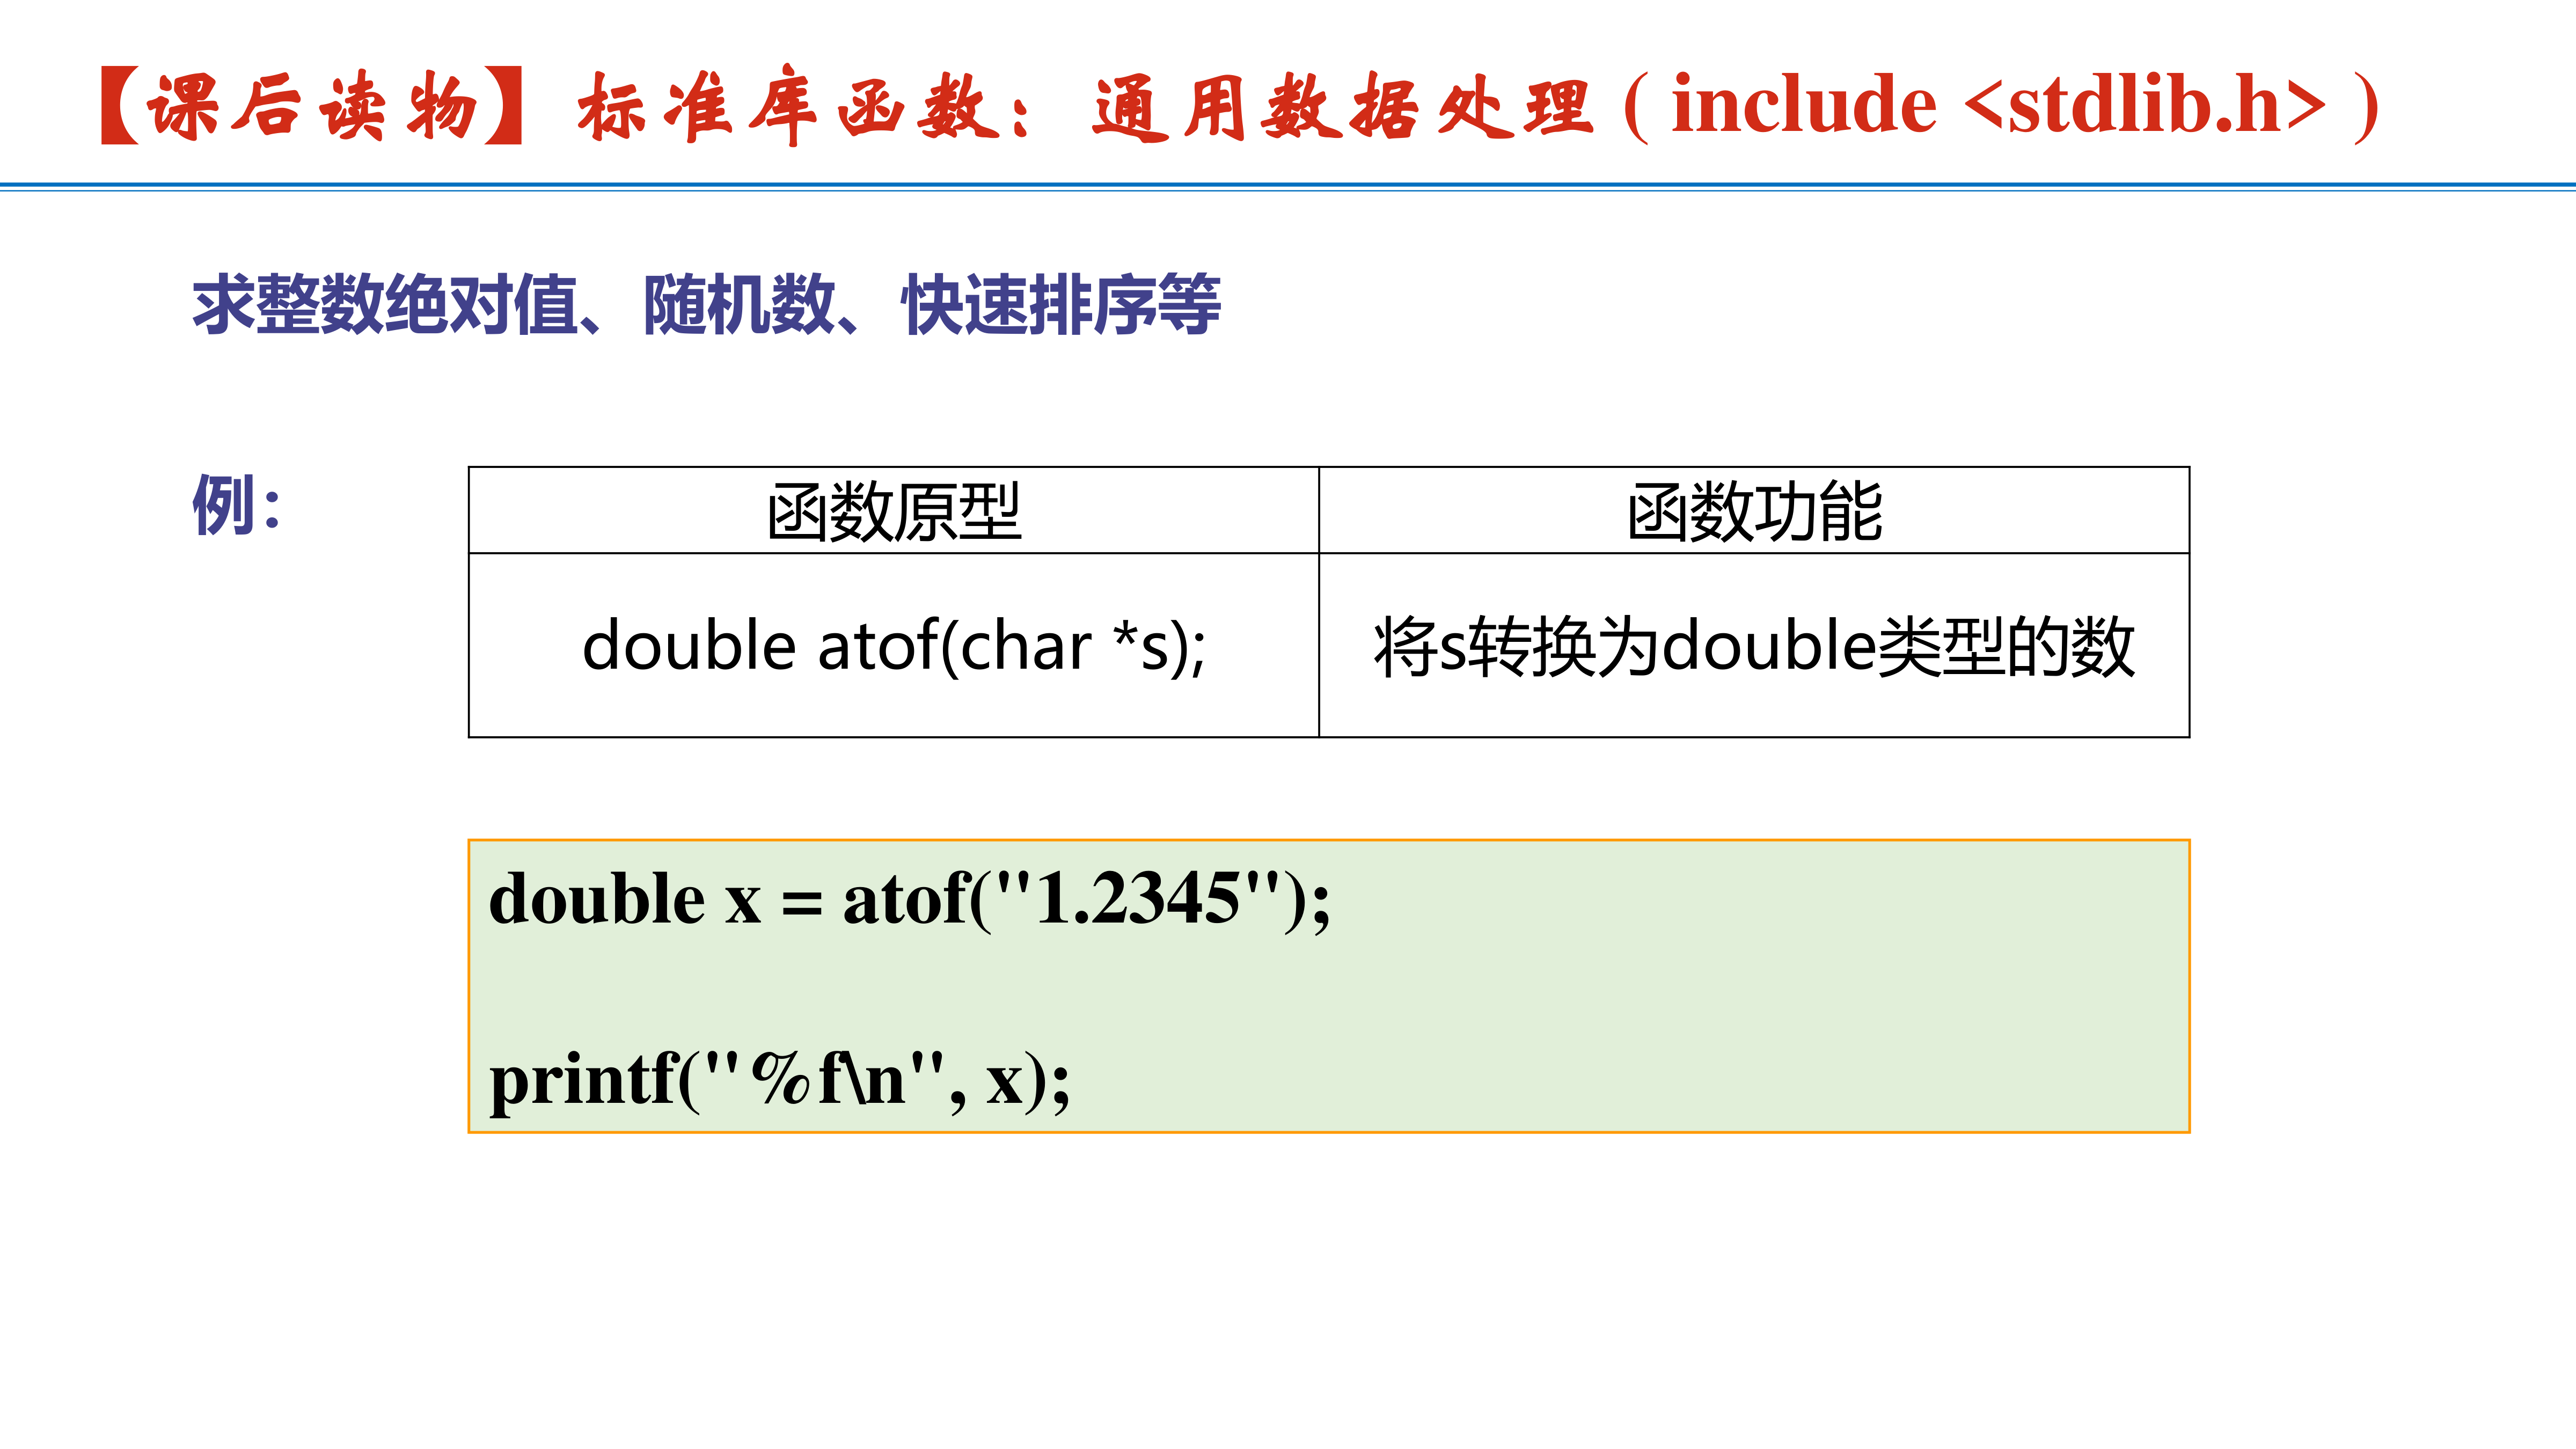 【课后读物】标准库函数：通用数据处理 ( include <stdlib.h> )
求整数绝对值、随机数、快速排序等
例：
函数原型 函数功能
double atof(char *s); 将s转换为double类型的数
double x = atof("1.2345");
printf("%f\n", x);